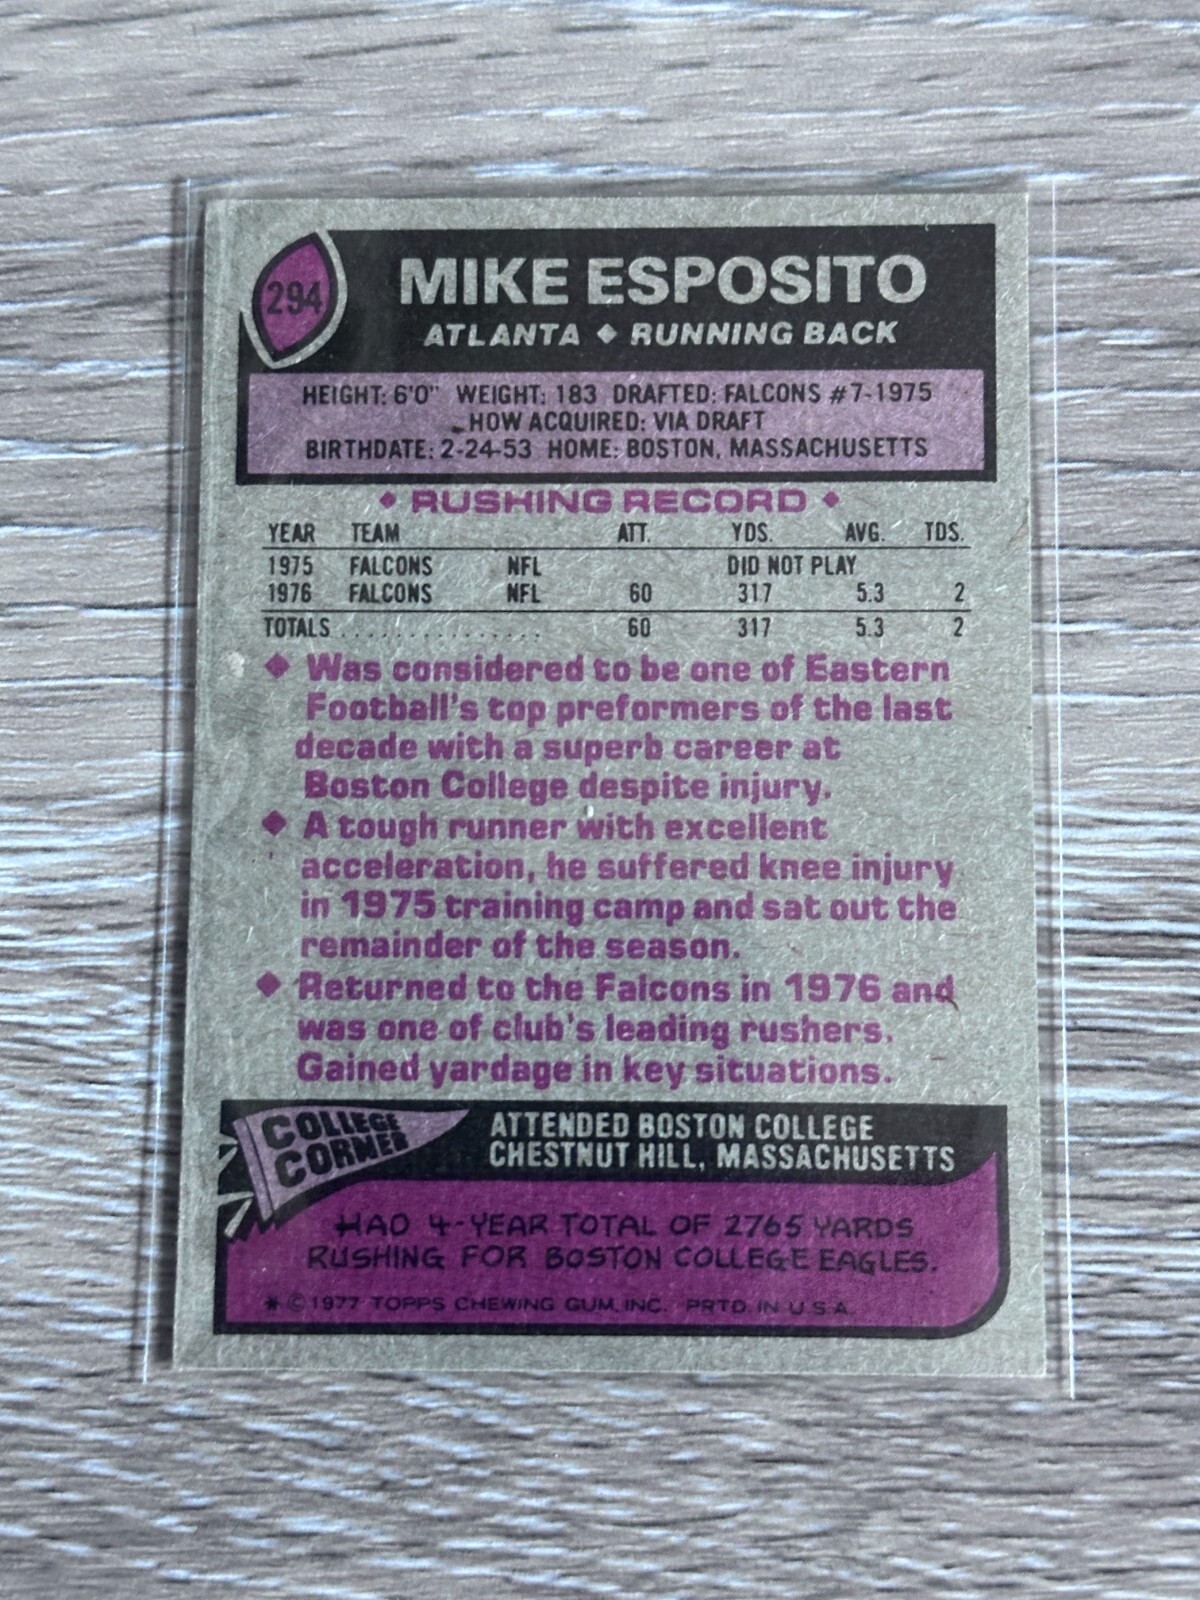 294
MIKE ESPOSITO
ATLANTA ◆ RUNNING BACK
HEIGHT: 6'0" WEIGHT: 183 DRAFTED: FALCONS #7-1975
HOW ACQUIRED: VIA DRAFT
BIRTHDATE: 2-24-53 HOME: BOSTON, MASSACHUSETTS
◆ RUSHING RECORD ◆
YEAR TEAM ATT. YDS. AVG. TDS.
1975 FALCONS NFL DID NOT PLAY
1976 FALCONS NFL 60 317 5.3 2
TOTALS ................ 60 317 5.3 2
◆ Was considered to be one of Eastern
Football's top preformers of the last
decade with a superb career at
Boston College despite injury.
◆ A tough runner with excellent
acceleration, he suffered knee injury
in 1975 training camp and sat out the
remainder of the season.
◆ Returned to the Falcons in 1976 and
was one of club's leading rushers.
Gained yardage in key situations.
COLLEGE
CORNER
ATTENDED BOSTON COLLEGE
CHESTNUT HILL, MASSACHUSETTS
HAD 4-YEAR TOTAL OF 2765 YARDS
RUSHING FOR BOSTON COLLEGE EAGLES.
* © 1977 TOPPS CHEWING GUM, INC. PRTD. IN U.S.A.